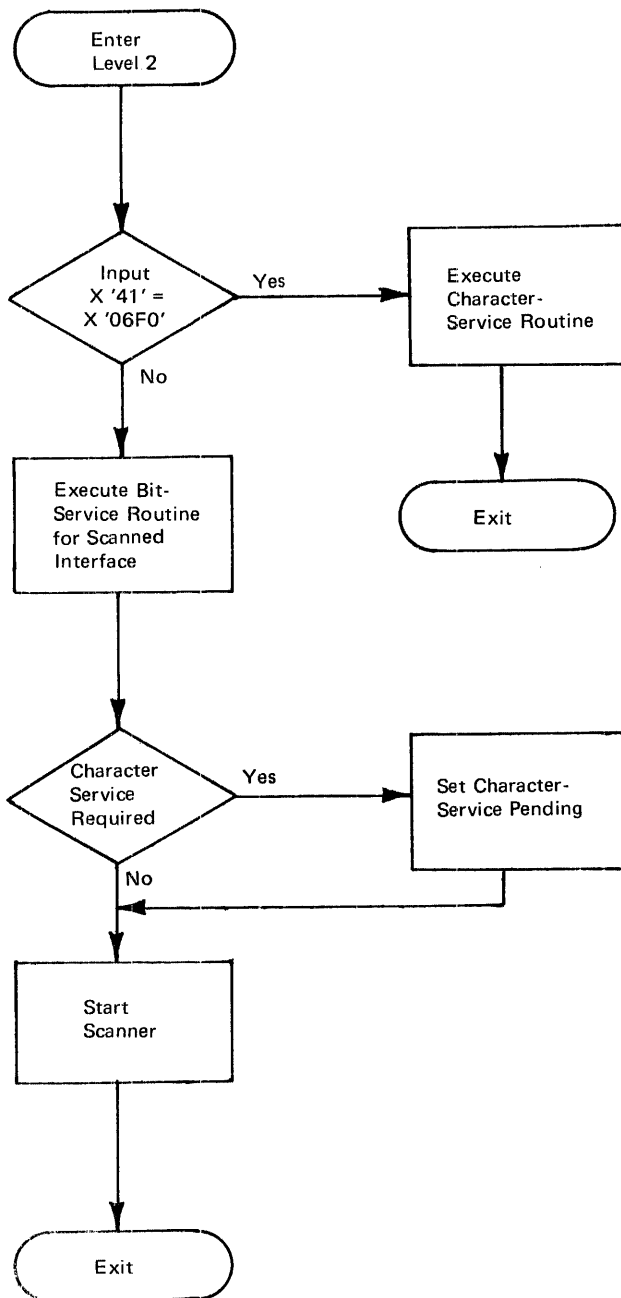 Enter
Level 2
Input
X '41' =
X '06F0'
Yes
Execute
Character-
Service Routine
No
Execute Bit-
Service Routine
for Scanned
Interface
Exit
Character
Service
Required
Yes
Set Character-
Service Pending
No
Start
Scanner
Exit